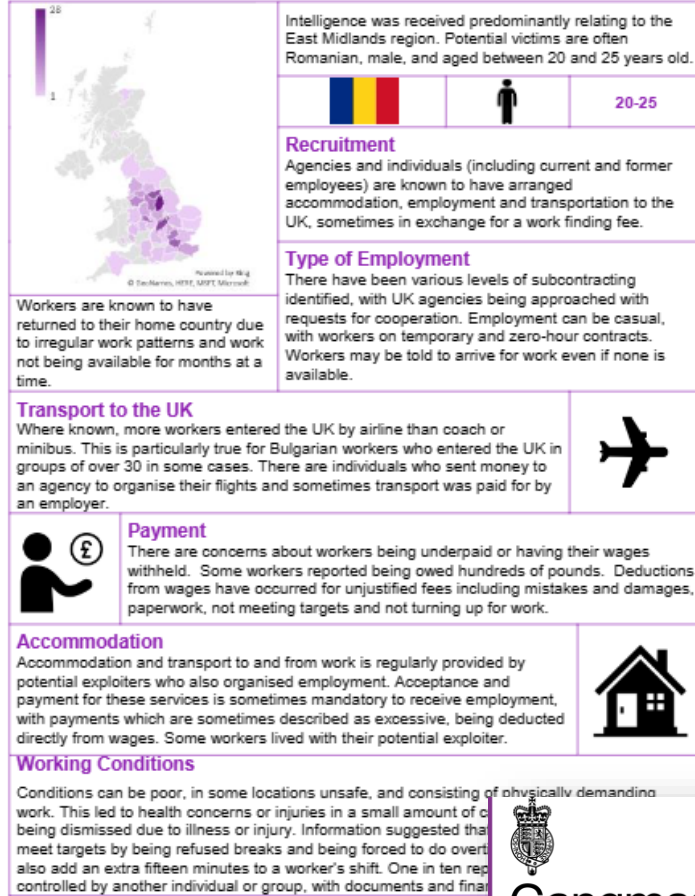 28
1
Powered by Bing
© GeoNames, HERE, MSFT, Microsoft
Intelligence was received predominantly relating to the
East Midlands region. Potential victims are often
Romanian, male, and aged between 20 and 25 years old.
20-25
Recruitment
Agencies and individuals (including current and former
employees) are known to have arranged
accommodation, employment and transportation to the
UK, sometimes in exchange for a work finding fee.
Type of Employment
There have been various levels of subcontracting
identified, with UK agencies being approached with
requests for cooperation. Employment can be casual,
with workers on temporary and zero-hour contracts.
Workers may be told to arrive for work even if none is
available.
Workers are known to have
returned to their home country due
to irregular work patterns and work
not being available for months at a
time.
Transport to the UK
Where known, more workers entered the UK by airline than coach or
minibus. This is particularly true for Bulgarian workers who entered the UK in
groups of over 30 in some cases. There are individuals who sent money to
an agency to organise their flights and sometimes transport was paid for by
an employer.
£
Payment
There are concerns about workers being underpaid or having their wages
withheld. Some workers reported being owed hundreds of pounds. Deductions
from wages have occurred for unjustified fees including mistakes and damages,
paperwork, not meeting targets and not turning up for work.
Accommodation
Accommodation and transport to and from work is regularly provided by
potential exploiters who also organised employment. Acceptance and
payment for these services is sometimes mandatory to receive employment,
with payments which are sometimes described as excessive, being deducted
directly from wages. Some workers lived with their potential exploiter.
Working Conditions
Conditions can be poor, in some locations unsafe, and consisting of physically demanding
work. This led to health concerns or injuries in a small amount of
being dismissed due to illness or injury. Information suggested
meet targets by being refused breaks and being forced to do
also add an extra fifteen minutes to a worker's shift. One in ten
controlled by another individual or group, with documents and